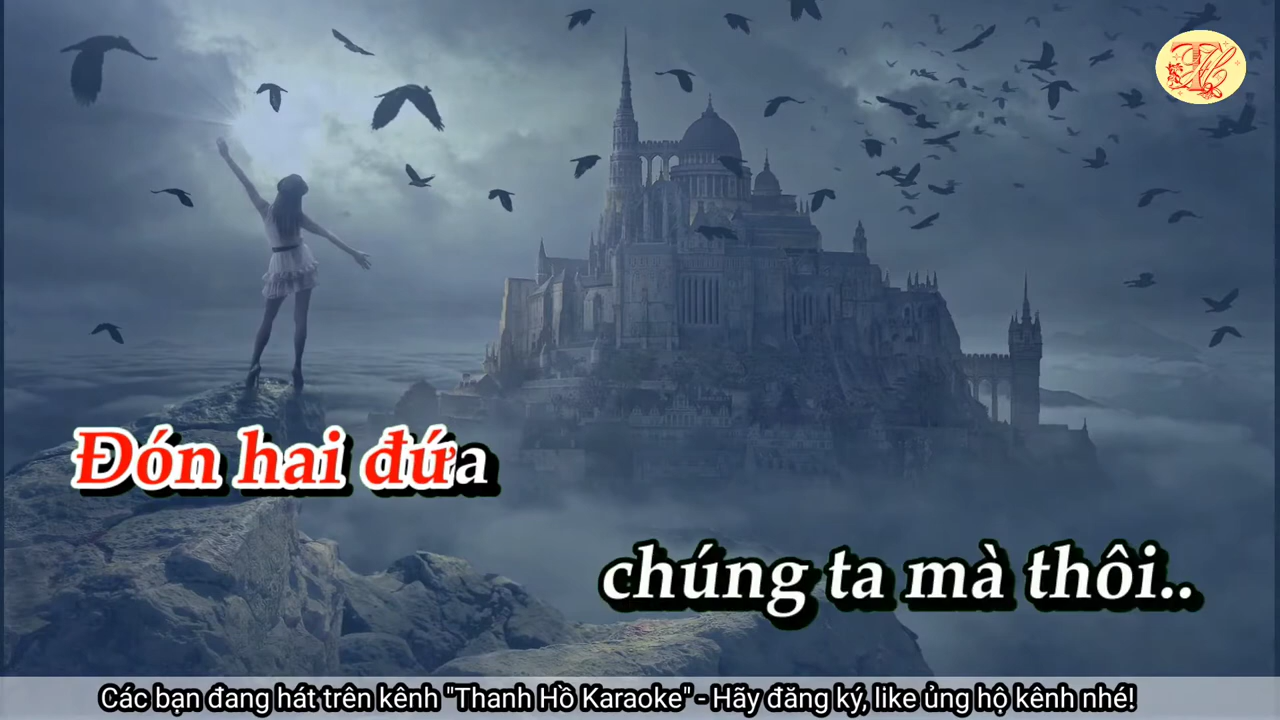 Đón hai đứa
chúng ta mà thôi..
Các bạn đang hát trên kênh "Thanh Hồ Karaoke" - Hãy đăng ký, like ủng hộ kênh nhé!